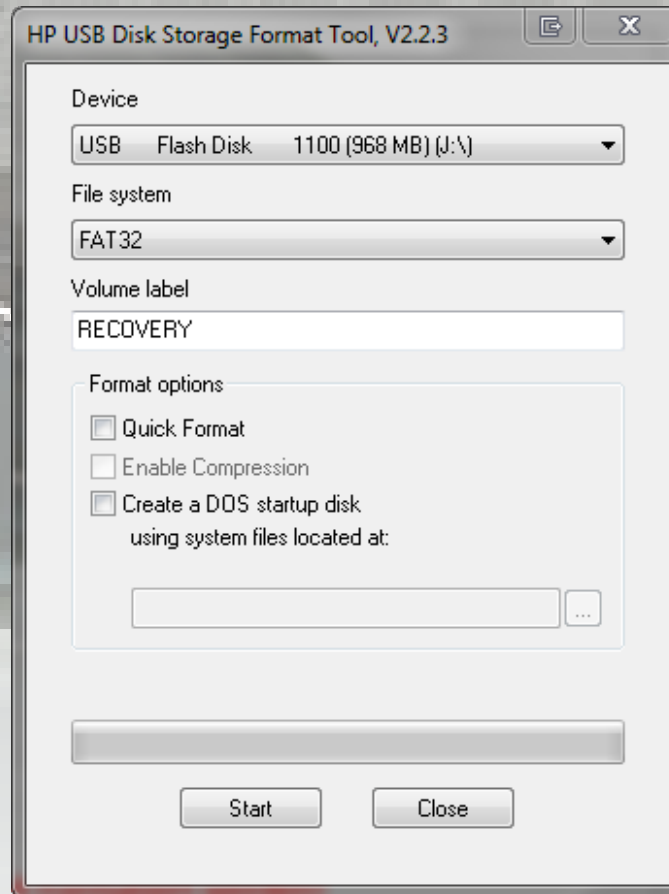 HP USB Disk Storage Format Tool, V2.2.3
Device
USB Flash Disk 1100 (968 MB) (J:\)
File system
FAT32
Volume label
RECOVERY
Format options
Quick Format
Enable Compression
Create a DOS startup disk
using system files located at:
...
Start
Close